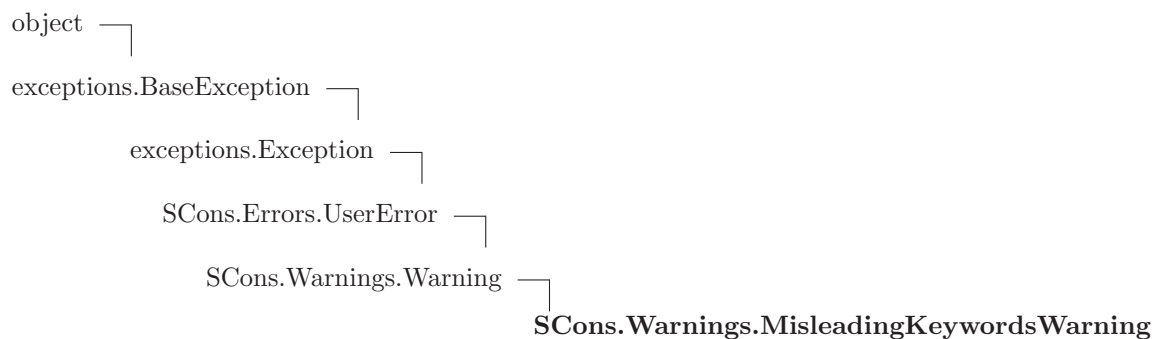 object
exceptions.BaseException
exceptions.Exception
SCons.Errors.UserError
SCons.Warnings.Warning
SCons.Warnings.MisleadingKeywordsWarning